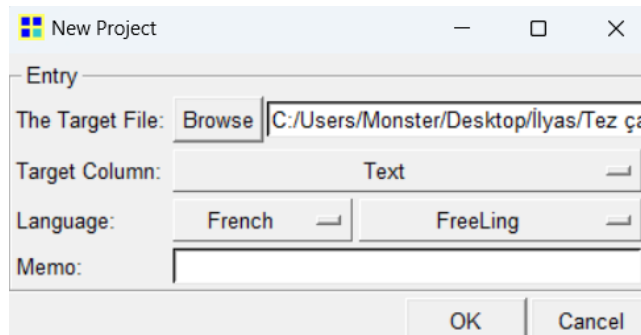 New Project
Entry
The Target File: Browse C:/Users/Monster/Desktop/İlyas/Tez ça
Target Column: Text
Language: French FreeLing
Memo:
OK Cancel